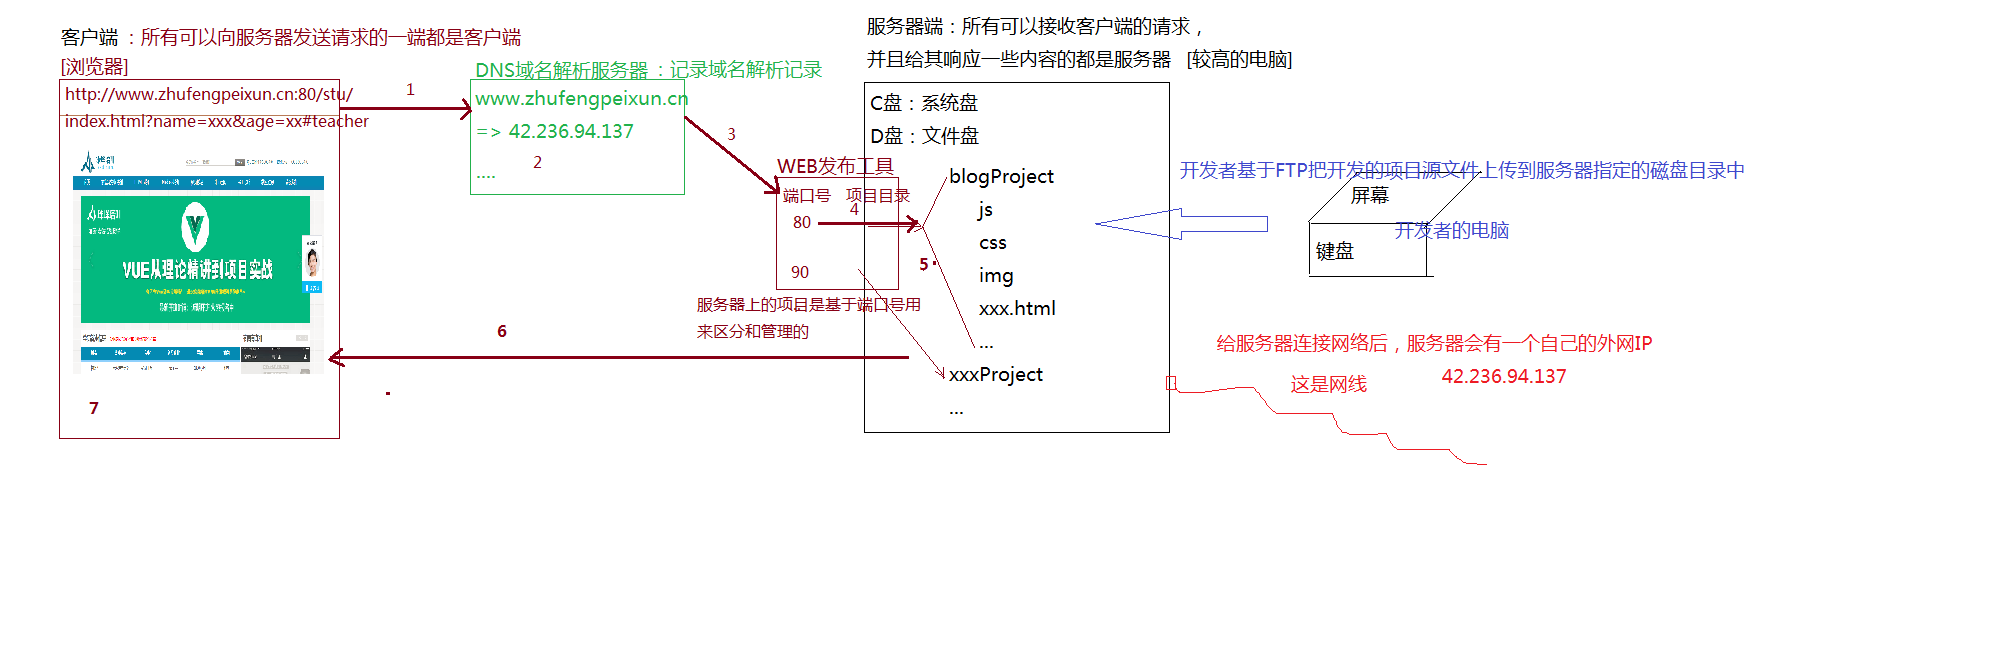 客户端 ：所有可以向服务器发送请求的一端都是客户端
[浏览器]
http://www.zhufengpeixun.cn:80/stu/
index.html?name=xxx&age=xx#teacher
VUE从理论精讲到项目实战
7
1
DNS域名解析服务器 ：记录域名解析记录
www.zhufengpeixun.cn
=> 42.236.94.137
2
....
3
WEB发布工具
端口号 项目目录
4
80
90
服务器上的项目是基于端口号用
来区分和管理的
5
6
服务器端：所有可以接收客户端的请求，
并且给其响应一些内容的都是服务器 [较高的电脑]
C盘：系统盘
D盘：文件盘
blogProject
js
css
img
xxx.html
...
xxxProject
...
开发者基于FTP把开发的项目源文件上传到服务器指定的磁盘目录中
屏幕
开发者的电脑
键盘
给服务器连接网络后，服务器会有一个自己的外网IP
这是网线
42.236.94.137